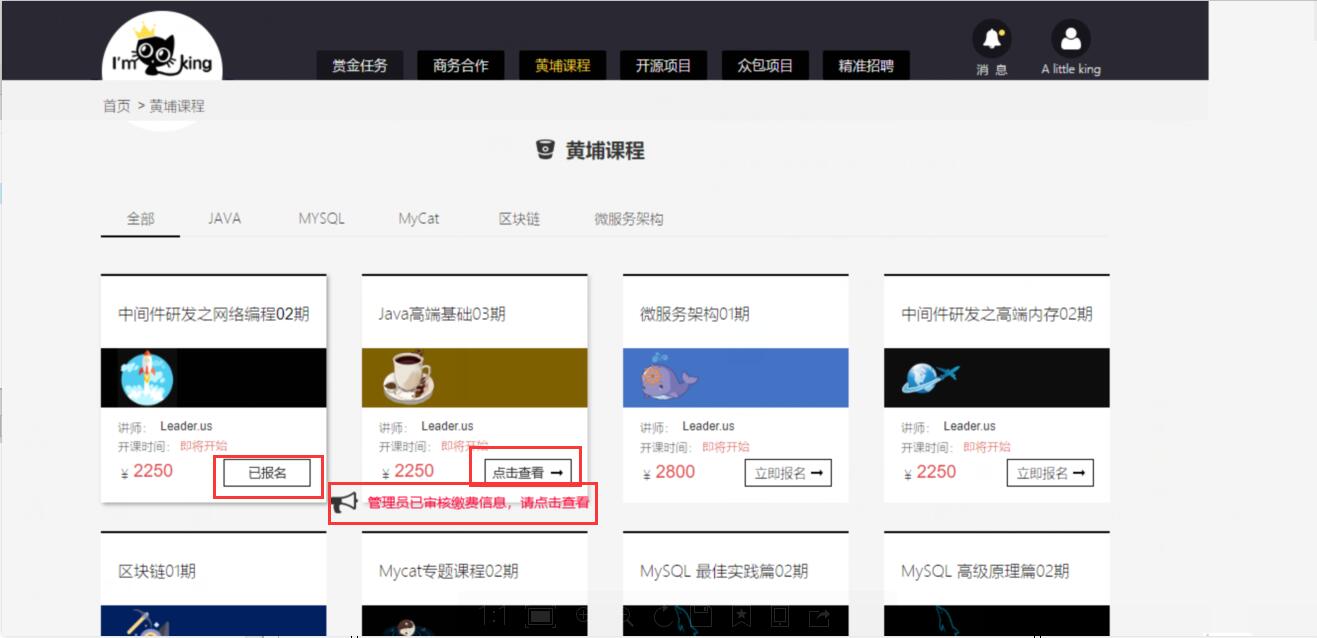 I'm king
赏金任务 商务合作 黄埔课程 开源项目 众包项目 精准招聘
消 息 A little king
首页 > 黄埔课程
黄埔课程
全部 JAVA MYSQL MyCat 区块链 微服务架构
中间件研发之网络编程02期 Java高端基础03期 微服务架构01期 中间件研发之高端内存02期
讲师： Leader.us 讲师： Leader.us 讲师： Leader.us 讲师： Leader.us
开课时间： 即将开始 开课时间： 即将开始 开课时间： 即将开始 开课时间： 即将开始
¥ 2250 已报名 ¥ 2250 点击查看 ¥ 2800 立即报名 ¥ 2250 立即报名
管理员已审核缴费信息，请点击查看
区块链01期 Mycat专题课程02期 MySQL 最佳实践篇02期 MySQL 高级原理篇02期
1:1